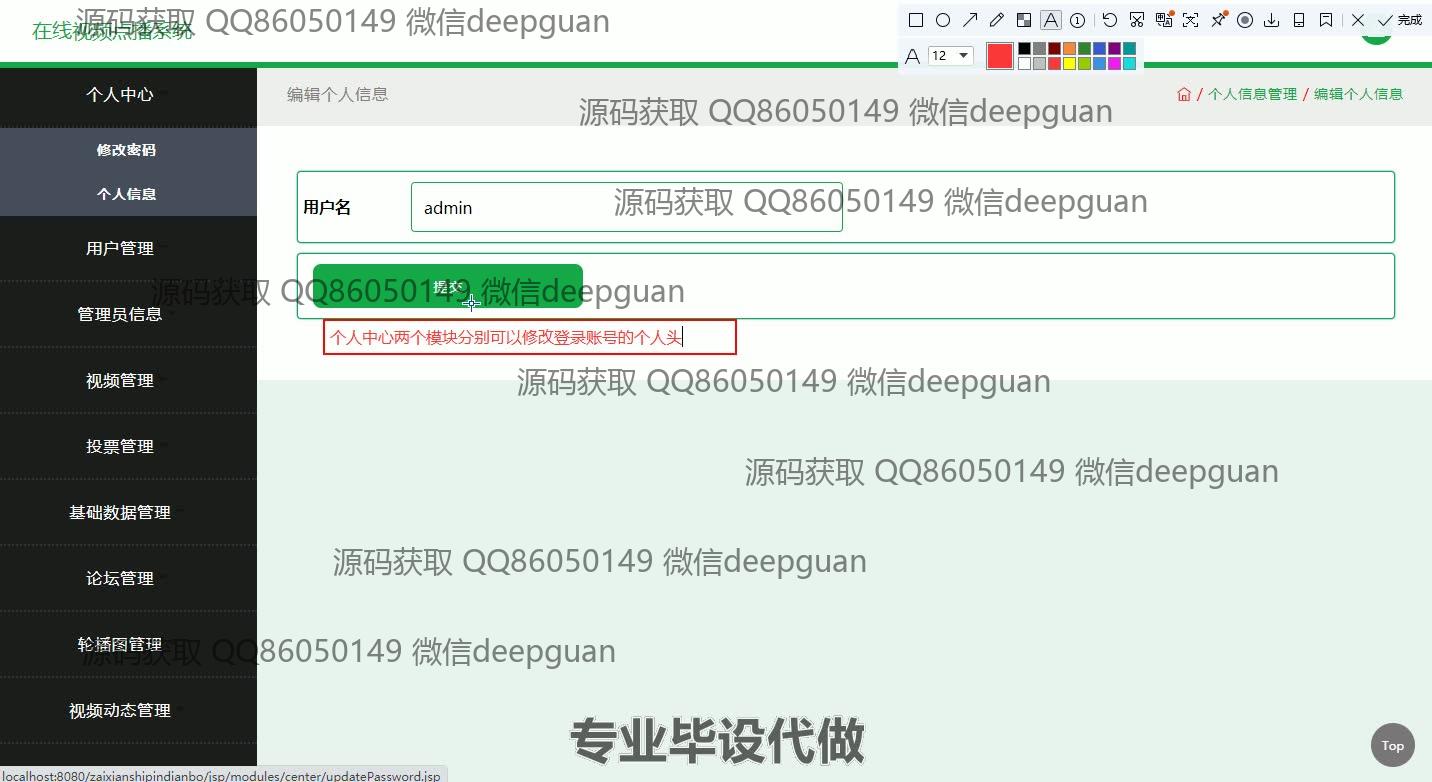 在线视频点播系统
源码获取 QQ86050149 微信deepguan
完成
12
个人中心
编辑个人信息
/ 个人信息管理 / 编辑个人信息
源码获取 QQ86050149 微信deepguan
修改密码
个人信息
用户名
admin
源码获取 QQ86050149 微信deepguan
用户管理
提交
源码获取 QQ86050149 微信deepguan
管理员信息
个人中心两个模块分别可以修改登录账号的个人头
视频管理
源码获取 QQ86050149 微信deepguan
投票管理
源码获取 QQ86050149 微信deepguan
基础数据管理
源码获取 QQ86050149 微信deepguan
论坛管理
轮播图管理
源码获取 QQ86050149 微信deepguan
视频动态管理
专业毕设代做
Top
localhost:8080/zaixianshipindianbo/jsp/modules/center/updatePassword.jsp